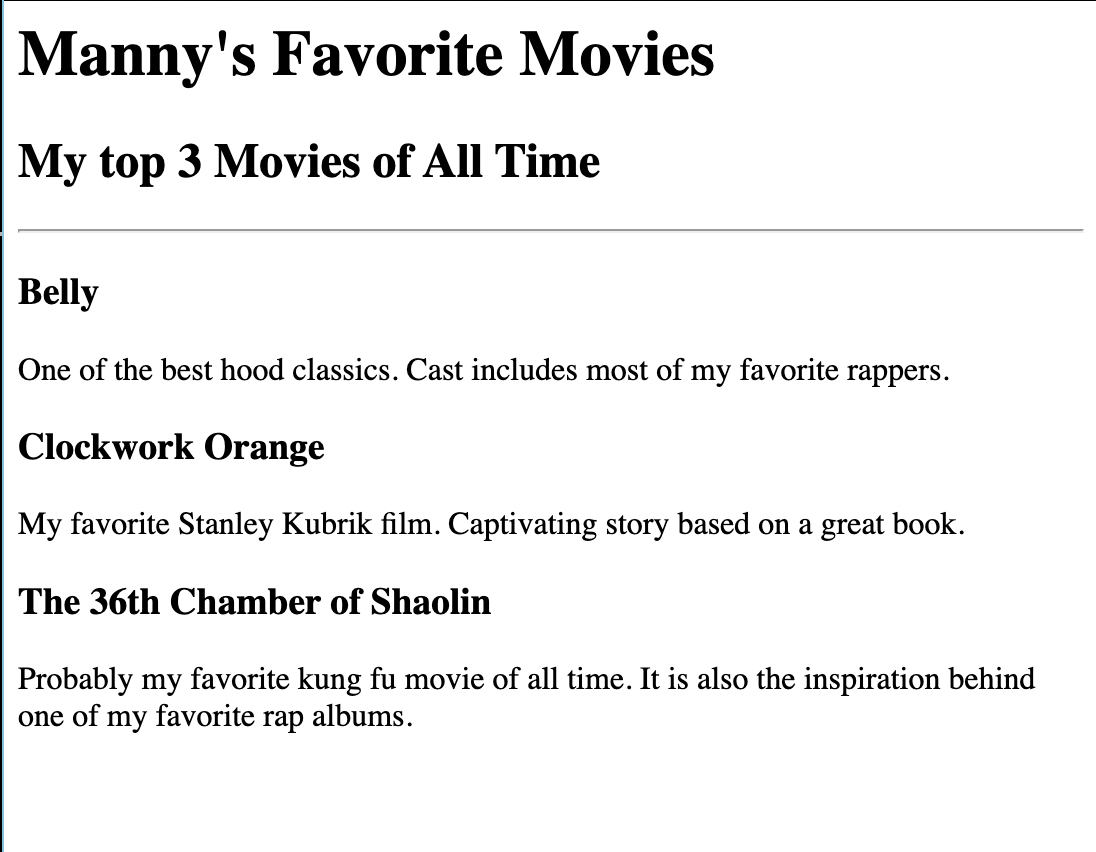 Manny's Favorite Movies
My top 3 Movies of All Time
Belly
One of the best hood classics. Cast includes most of my favorite rappers.
Clockwork Orange
My favorite Stanley Kubrik film. Captivating story based on a great book.
The 36th Chamber of Shaolin
Probably my favorite kung fu movie of all time. It is also the inspiration behind
one of my favorite rap albums.